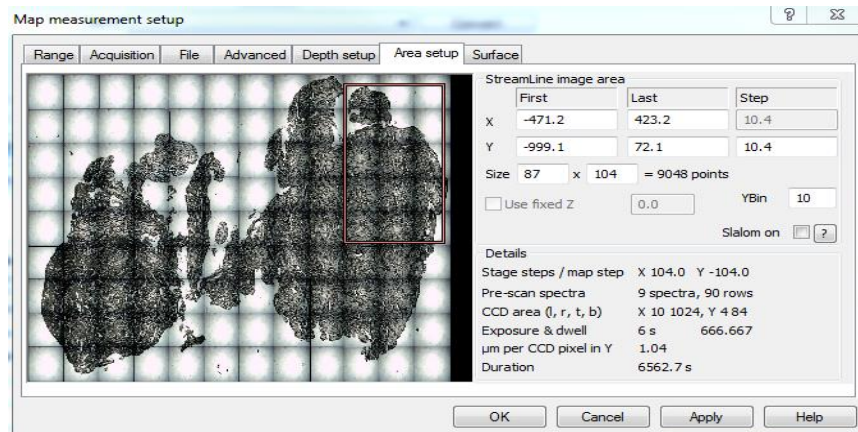 Map measurement setup
Range Acquisition File Advanced Depth setup Area setup Surface
StreamLine image area
First Last Step
X -471.2 423.2 10.4
Y -999.1 72.1 10.4
Size 87 x 104 = 9048 points
Use fixed Z 0.0 YBin 10
Slalom on ?
Details
Stage steps / map step X 104.0 Y -104.0
Pre-scan spectra 9 spectra, 90 rows
CCD area (l, r, t, b) X 10 1024, Y 4 84
Exposure & dwell 6 s 666.667
µm per CCD pixel in Y 1.04
Duration 6562.7 s
OK Cancel Apply Help